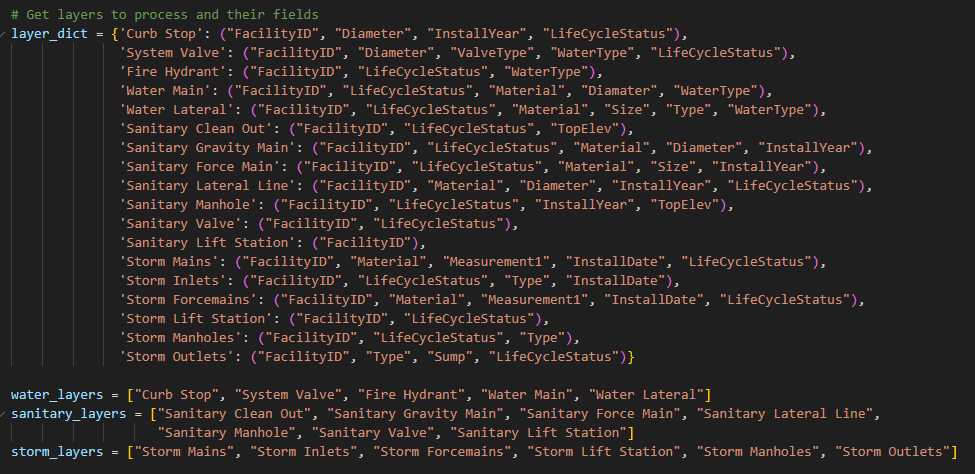 # Get layers to process and their fields
layer_dict = {'Curb Stop': ("FacilityID", "Diameter", "InstallYear", "LifeCycleStatus"),
'System Valve': ("FacilityID", "Diameter", "ValveType", "WaterType", "LifeCycleStatus"),
'Fire Hydrant': ("FacilityID", "LifeCycleStatus", "WaterType"),
'Water Main': ("FacilityID", "LifeCycleStatus", "Material", "Diamater", "WaterType"),
'Water Lateral': ("FacilityID", "LifeCycleStatus", "Material", "Size", "Type", "WaterType"),
'Sanitary Clean Out': ("FacilityID", "LifeCycleStatus", "TopElev"),
'Sanitary Gravity Main': ("FacilityID", "LifeCycleStatus", "Material", "Diameter", "InstallYear"),
'Sanitary Force Main': ("FacilityID", "LifeCycleStatus", "Material", "Size", "InstallYear"),
'Sanitary Lateral Line': ("FacilityID", "Material", "Diameter", "InstallYear", "LifeCycleStatus"),
'Sanitary Manhole': ("FacilityID", "LifeCycleStatus", "InstallYear", "TopElev"),
'Sanitary Valve': ("FacilityID", "LifeCycleStatus"),
'Sanitary Lift Station': ("FacilityID"),
'Storm Mains': ("FacilityID", "Material", "Measurement1", "InstallDate", "LifeCycleStatus"),
'Storm Inlets': ("FacilityID", "LifeCycleStatus", "Type", "InstallDate"),
'Storm Forcemains': ("FacilityID", "Material", "Measurement1", "InstallDate", "LifeCycleStatus"),
'Storm Lift Station': ("FacilityID", "LifeCycleStatus"),
'Storm Manholes': ("FacilityID", "LifeCycleStatus", "Type"),
'Storm Outlets': ("FacilityID", "Type", "Sump", "LifeCycleStatus")}
water_layers = ["Curb Stop", "System Valve", "Fire Hydrant", "Water Main", "Water Lateral"]
sanitary_layers = ["Sanitary Clean Out", "Sanitary Gravity Main", "Sanitary Force Main", "Sanitary Lateral Line",
"Sanitary Manhole", "Sanitary Valve", "Sanitary Lift Station"]
storm_layers = ["Storm Mains", "Storm Inlets", "Storm Forcemains", "Storm Lift Station", "Storm Manholes", "Storm Outlets"]